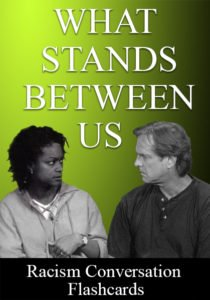 WHAT
STANDS
BETWEEN
US
Racism Conversation
Flashcards